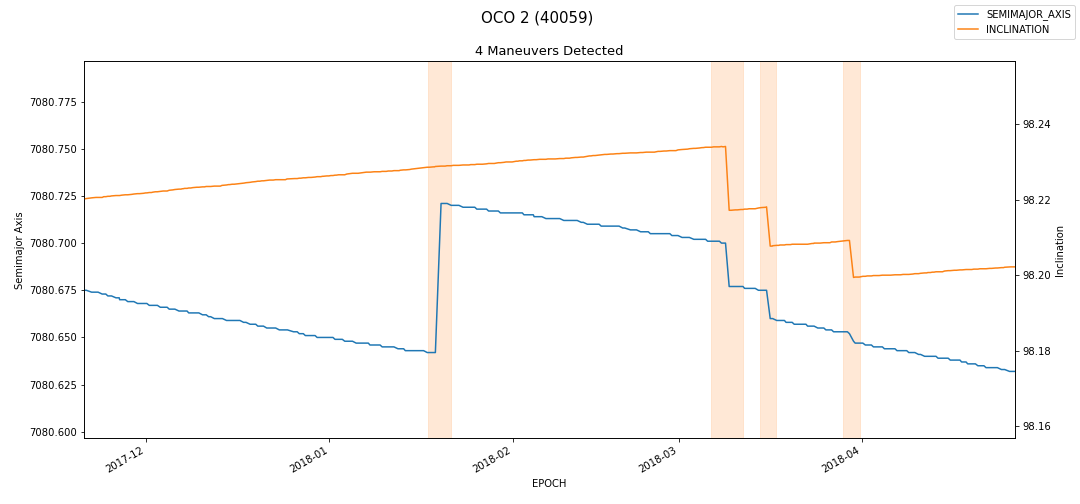 OCO 2 (40059)
SEMIMAJOR_AXIS
INCLINATION
4 Maneuvers Detected
7080.775
7080.750
7080.725
7080.700
7080.675
7080.650
7080.625
7080.600
Semimajor Axis
98.24
98.22
98.20
98.18
98.16
Inclination
2017-12
2018-01
2018-02
2018-03
2018-04
EPOCH